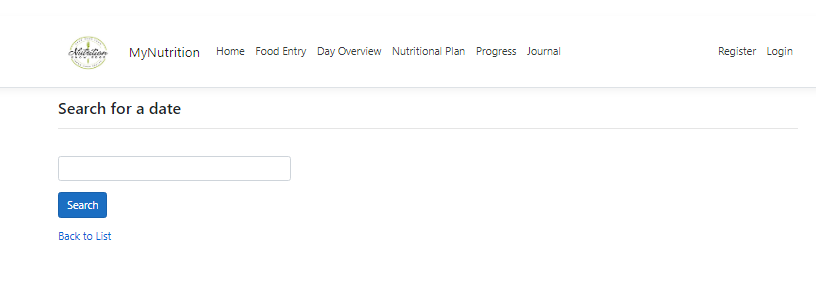 Nutrition
MyNutrition
Home Food Entry Day Overview Nutritional Plan Progress Journal
Register Login
Search for a date
Search
Back to List